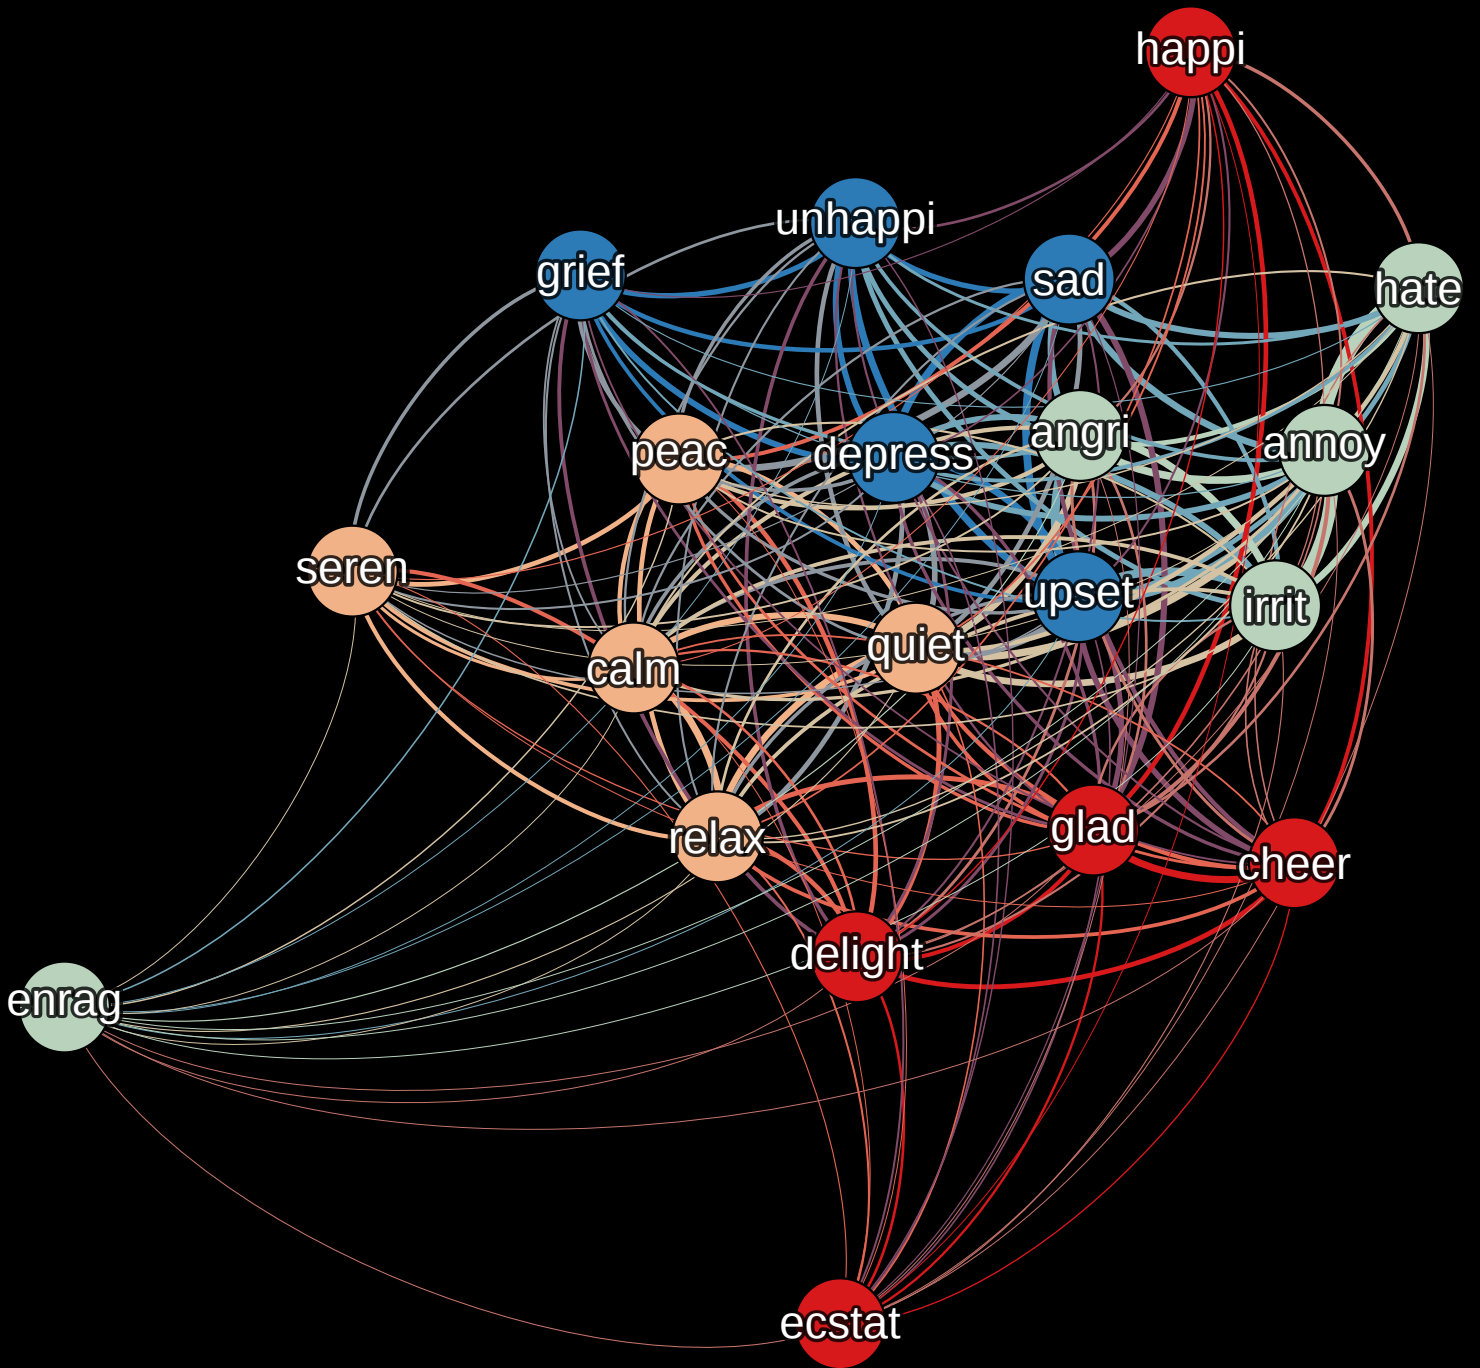 happi
unhappi
grief
sad
hate
angri
annoy
peac
depress
seren
upset
irrit
quiet
calm
glad
relax
cheer
delight
enrag
ecstat